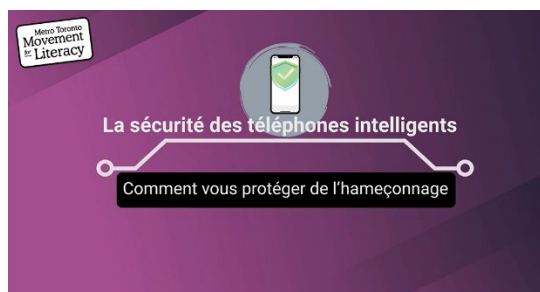 Metro Toronto
Movement
for Literacy
La sécurité des téléphones intelligents
Comment vous protéger de l’hameçonnage